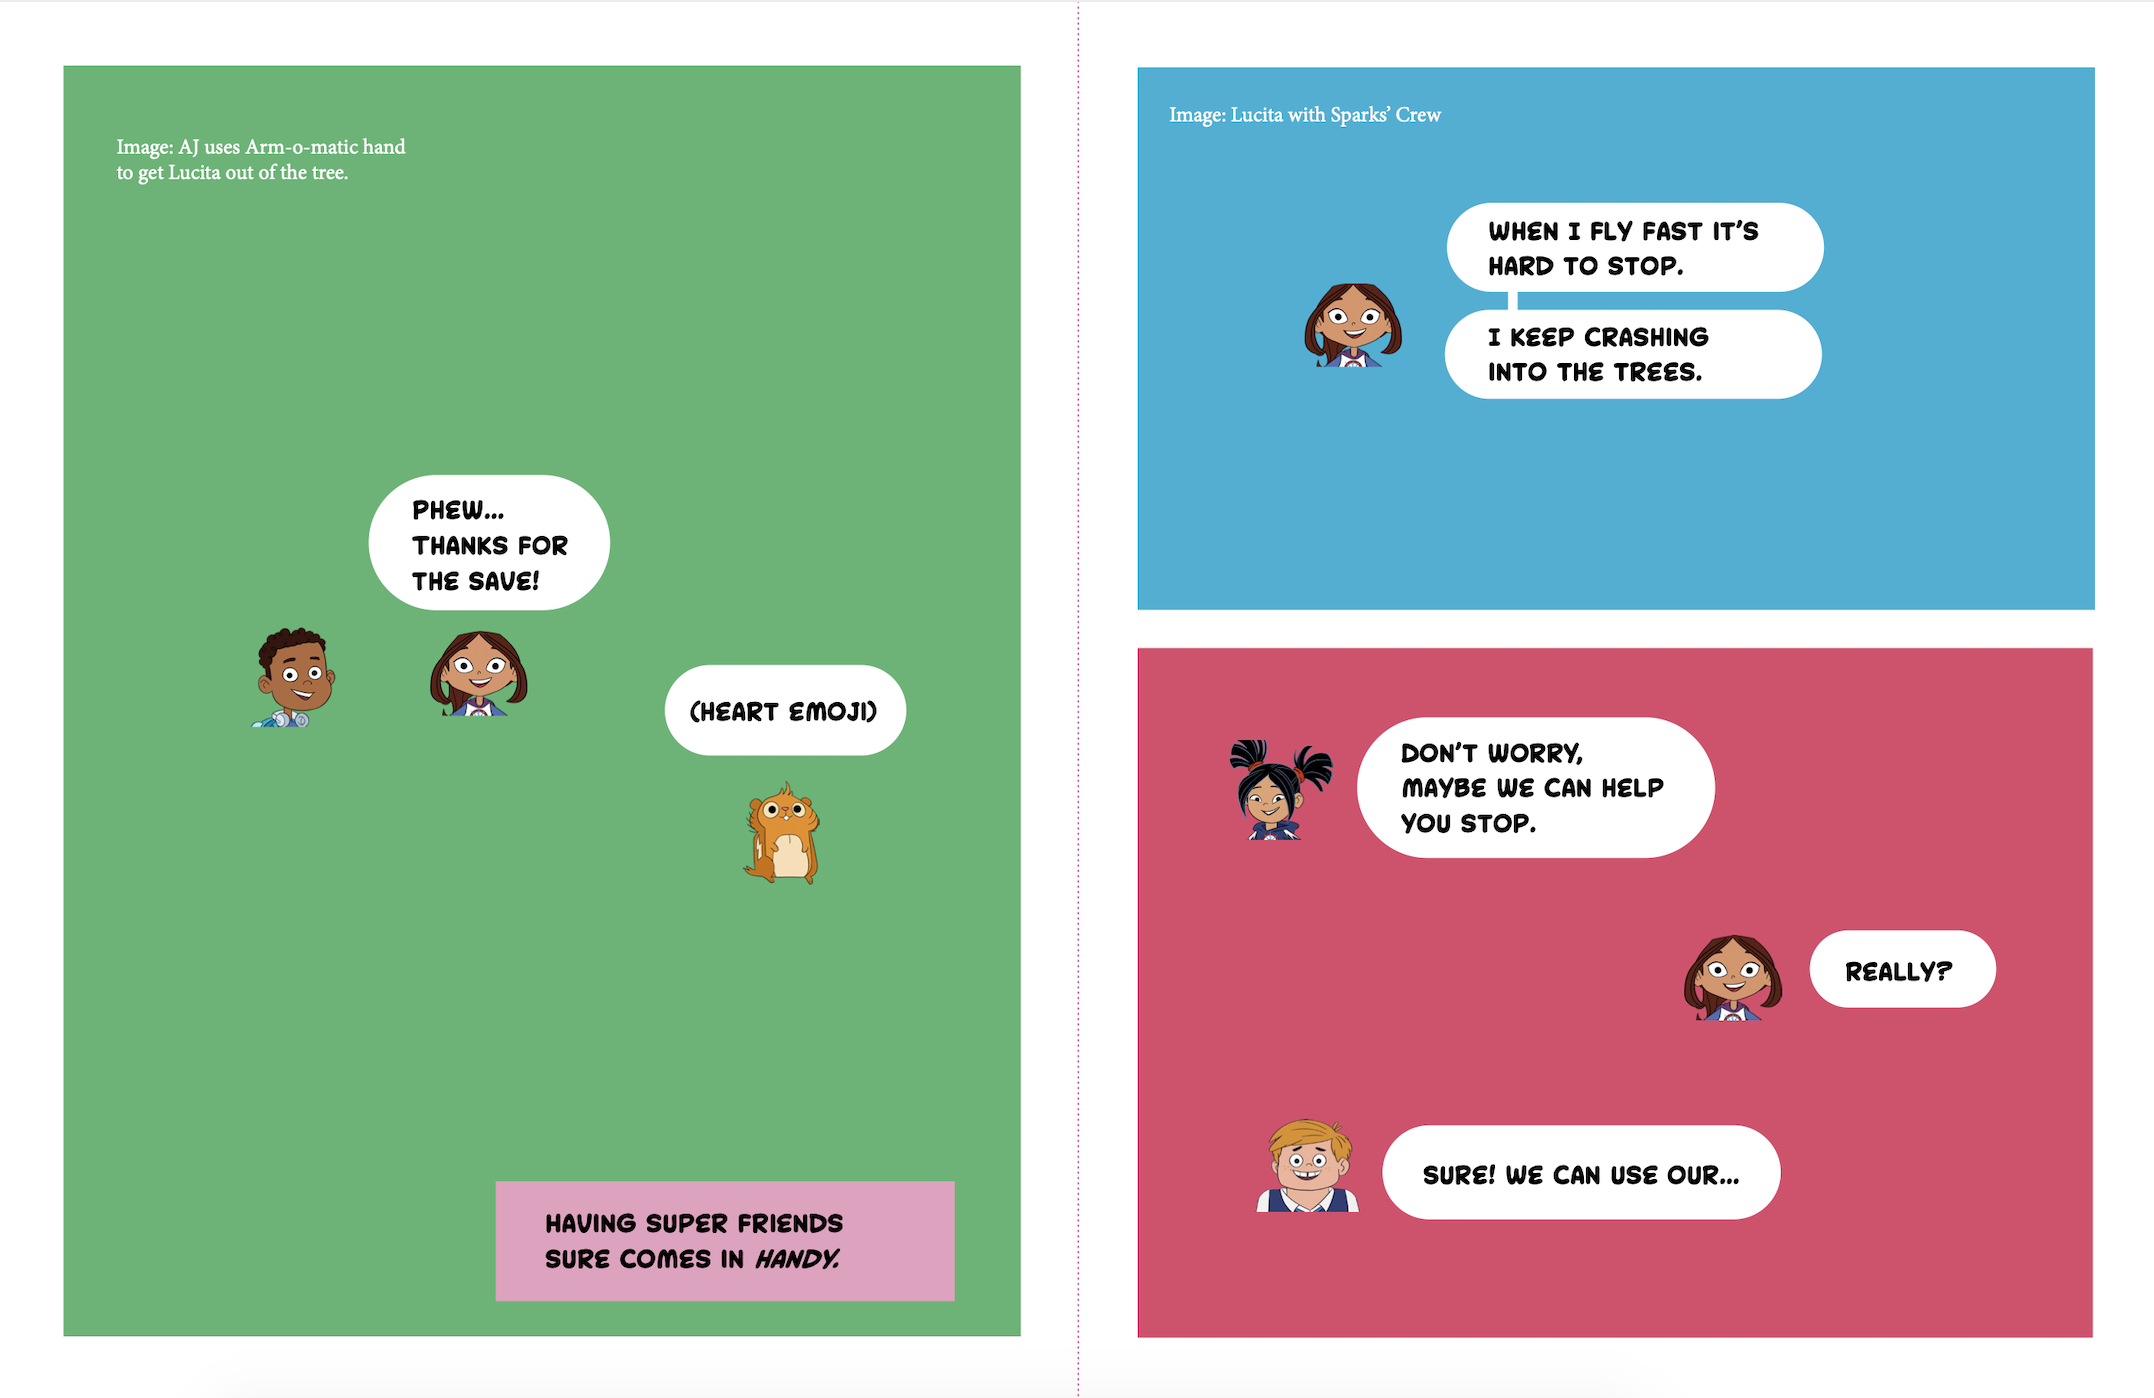 Image: AJ uses Arm-o-matic hand
to get Lucita out of the tree.
PHEW...
THANKS FOR
THE SAVE!
(HEART EMOJI)
HAVING SUPER FRIENDS
SURE COMES IN HANDY.
Image: Lucita with Sparks’ Crew
WHEN I FLY FAST IT’S
HARD TO STOP.
I KEEP CRASHING
INTO THE TREES.
DON’T WORRY,
MAYBE WE CAN HELP
YOU STOP.
REALLY?
SURE! WE CAN USE OUR...